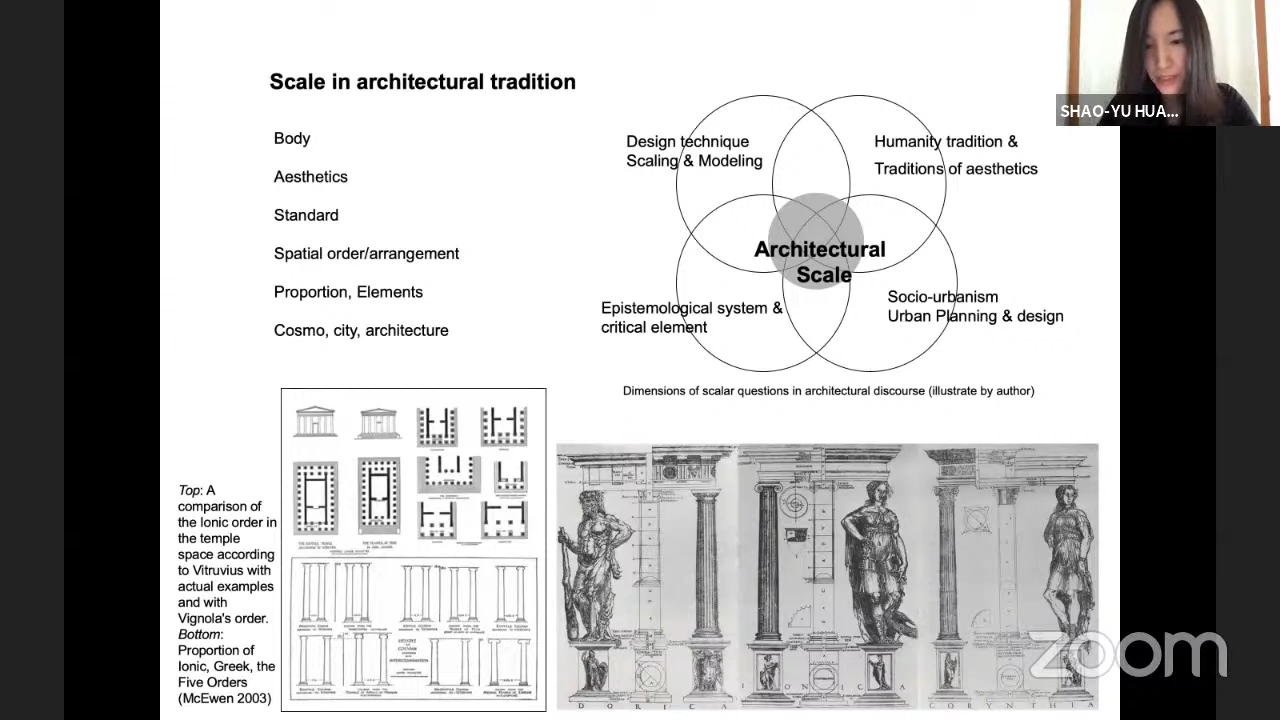 Scale in architectural tradition
Body
Aesthetics
Standard
Spatial order/arrangement
Proportion, Elements
Cosmo, city, architecture
Design technique
Scaling & Modeling
Humanity tradition &
Traditions of aesthetics
Architectural
Scale
Epistemological system &
critical element
Socio-urbanism
Urban Planning & design
Dimensions of scalar questions in architectural discourse (illustrate by author)
Top: A
comparison of
the Ionic order in
the temple
space according
to Vitruvius with
actual examples
and with
Vignola's order.
Bottom:
Proportion of
Ionic, Greek, the
Five Orders
(McEwen 2003)
DORICA
IONICA
CORYNTHIA
SHAO-YU HUA...
zoom